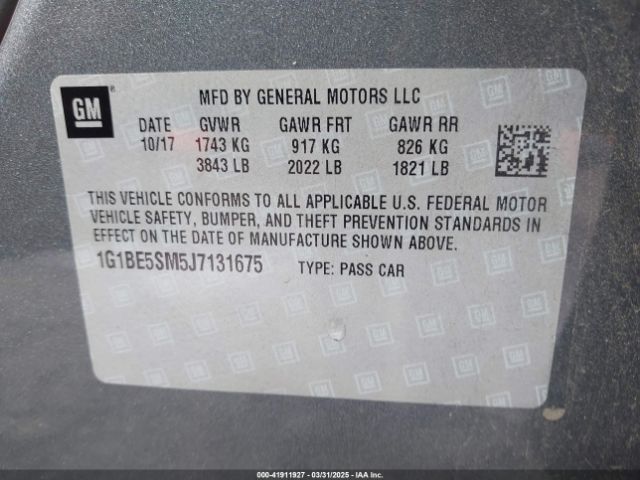 GM
MFD BY GENERAL MOTORS LLC
DATE GVWR GAWR FRT GAWR RR
10/17 1743 KG 917 KG 826 KG
3843 LB 2022 LB 1821 LB
THIS VEHICLE CONFORMS TO ALL APPLICABLE U.S. FEDERAL MOTOR
VEHICLE SAFETY, BUMPER, AND THEFT PREVENTION STANDARDS IN
EFFECT ON THE DATE OF MANUFACTURE SHOWN ABOVE.
1G1BE5SM5J7131675 TYPE: PASS CAR
000-41911927 - 03/31/2025 - IAA Inc.